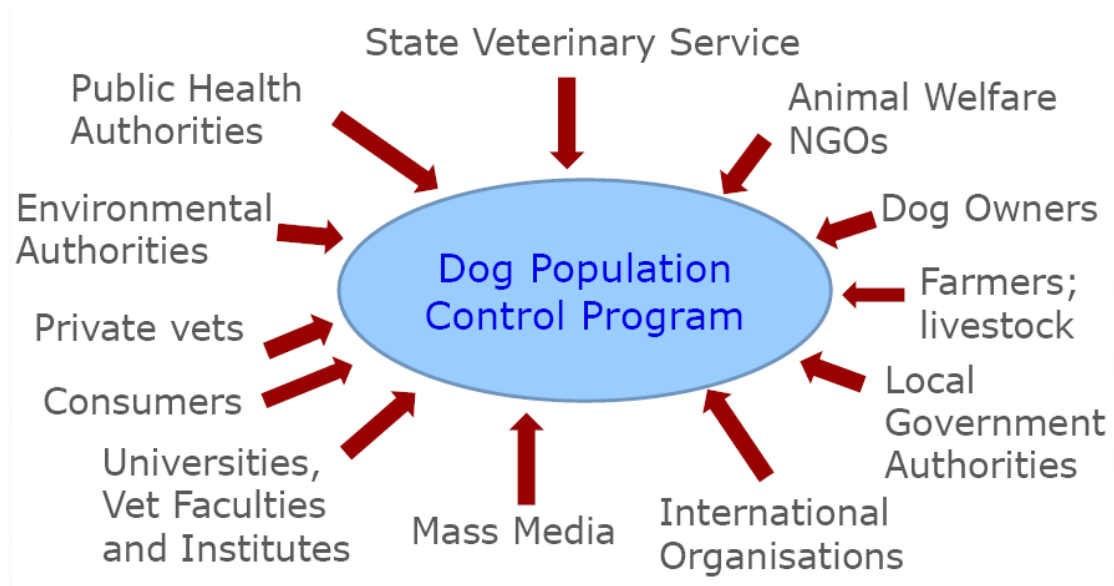 State Veterinary Service
Public Health
Authorities
Animal Welfare
NGOs
Environmental
Authorities
Dog Owners
Dog Population
Control Program
Farmers;
livestock
Private vets
Consumers
Local
Government
Authorities
Universities,
Vet Faculties
and Institutes
Mass Media
International
Organisations